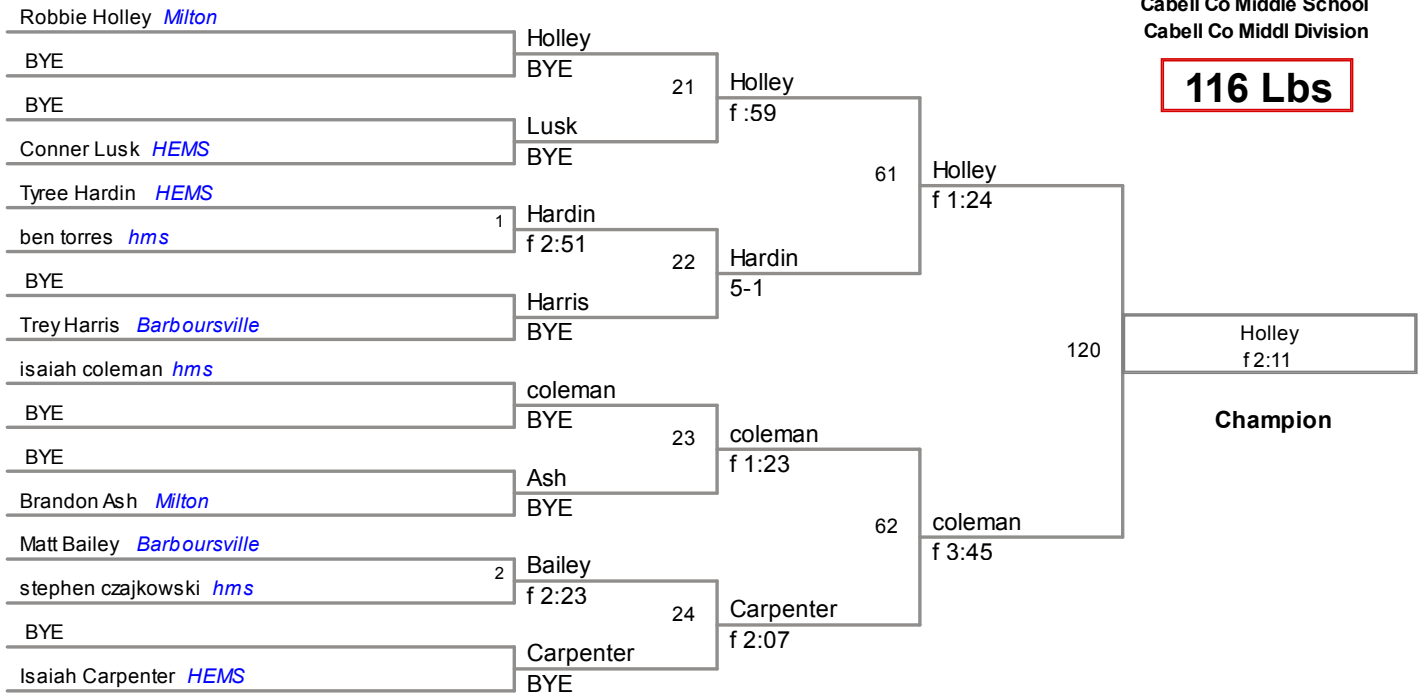 Cabell Co Middle School
Cabell Co Middl Division
116 Lbs
Robbie Holley Milton
BYE
BYE
Conner Lusk HEMS
Tyree Hardin HEMS
ben torres hms
BYE
Trey Harris Barboursville
isaiah coleman hms
BYE
BYE
Brandon Ash Milton
Matt Bailey Barboursville
stephen czajkowski hms
BYE
Isaiah Carpenter HEMS
Holley
BYE
Lusk
BYE
1
Hardin
f 2:51
Harris
BYE
coleman
BYE
Ash
BYE
2
Bailey
f 2:23
Carpenter
BYE
21
Holley
f :59
22
Hardin
5-1
23
coleman
f 1:23
24
Carpenter
f 2:07
61
Holley
f 1:24
62
coleman
f 3:45
120
Holley
f 2:11
Champion